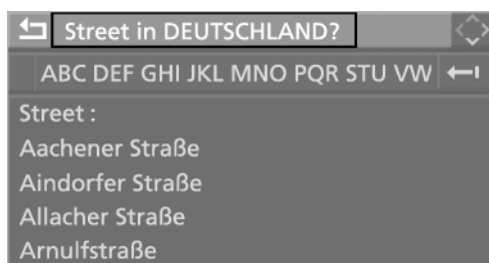 Street in DEUTSCHLAND?
ABC DEF GHI JKL MNO PQR STU VW
Street :
Aachener Straße
Aindorfer Straße
Allacher Straße
Arnulfstraße